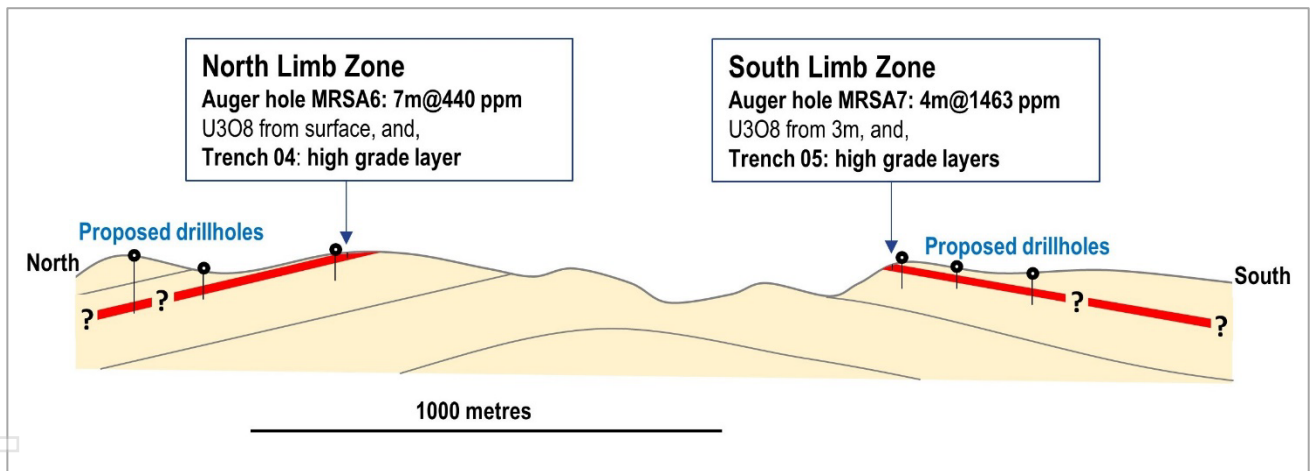 North Limb Zone
Auger hole MRSA6: 7m@440 ppm
U3O8 from surface, and,
Trench 04: high grade layer
South Limb Zone
Auger hole MRSA7: 4m@1463 ppm
U3O8 from 3m, and,
Trench 05: high grade layers
Proposed drillholes
Proposed drillholes
North
South
?
?
?
?
1000 metres